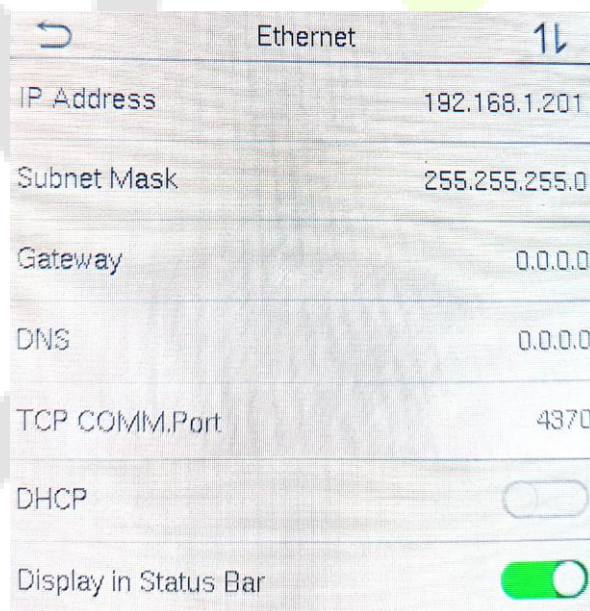 Ethernet
IP Address 192.168.1.201
Subnet Mask 255.255.255.0
Gateway 0.0.0.0
DNS 0.0.0.0
TCP COMM.Port 4370
DHCP
Display in Status Bar